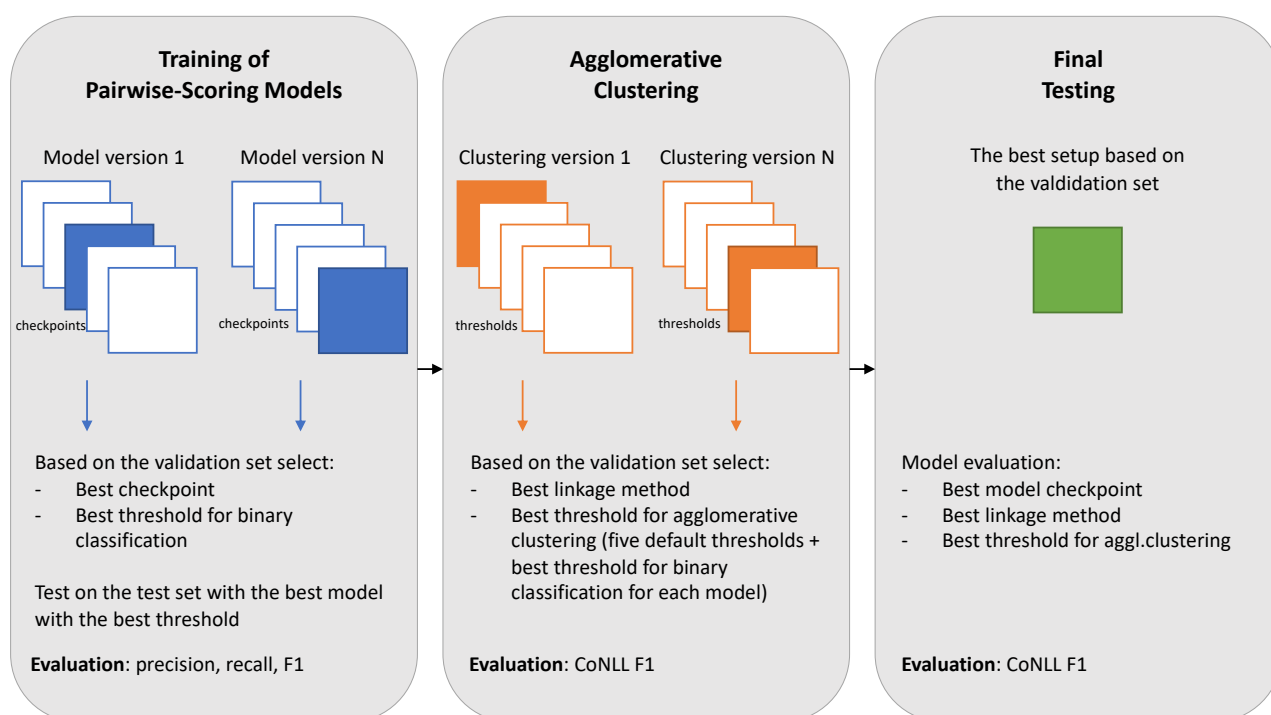 Training of
Pairwise-Scoring Models
Model version 1
Model version N
checkpoints
checkpoints
Based on the validation set select:
- Best checkpoint
- Best threshold for binary
classification
Test on the test set with the best model
with the best threshold
Evaluation: precision, recall, F1
Agglomerative
Clustering
Clustering version 1
Clustering version N
thresholds
thresholds
Based on the validation set select:
- Best linkage method
- Best threshold for agglomerative
clustering (five default thresholds +
best threshold for binary
classification for each model)
Evaluation: CoNLL F1
Final
Testing
The best setup based on
the valdidation set
Model evaluation:
- Best model checkpoint
- Best linkage method
- Best threshold for aggl.clustering
Evaluation: CoNLL F1